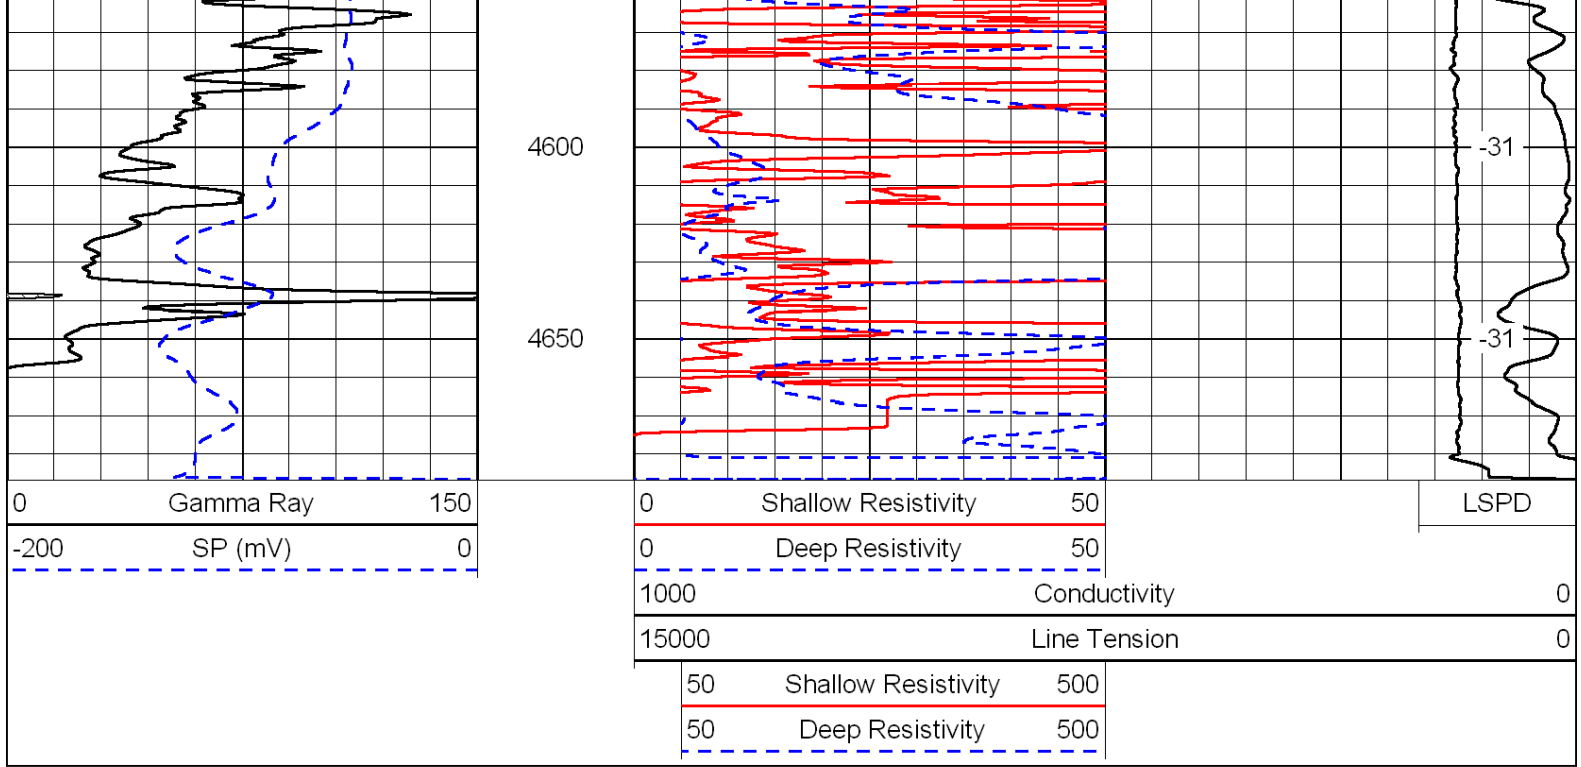 4600 -31
4650 -31
0 Gamma Ray 150 0 Shallow Resistivity 50 LSPD
-200 SP (mV) 0 0 Deep Resistivity 50
1000 Conductivity 0
15000 Line Tension 0
50 Shallow Resistivity 500
50 Deep Resistivity 500